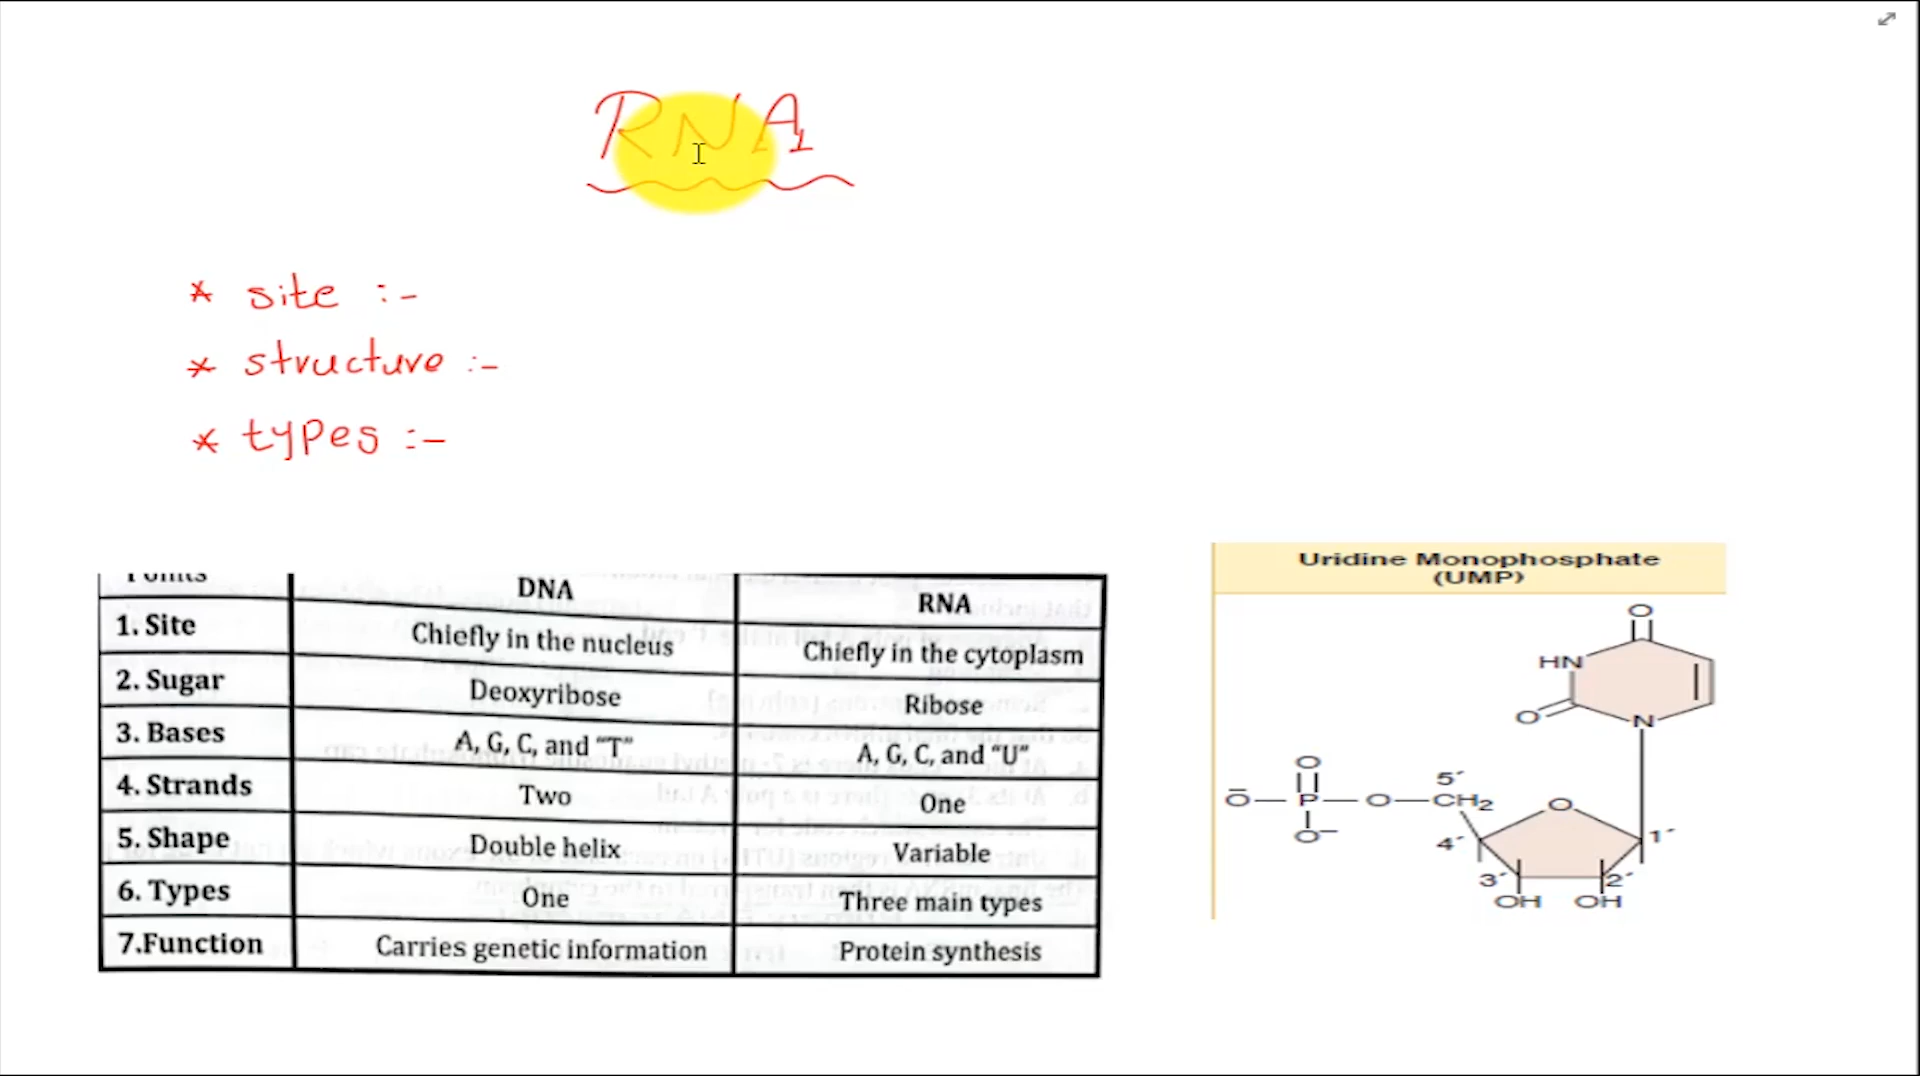 RNA
* site :-
* structure :-
* types :-
Points DNA RNA
1. Site Chiefly in the nucleus Chiefly in the cytoplasm
2. Sugar Deoxyribose Ribose
3. Bases A, G, C, and “T” A, G, C, and “U”
4. Strands Two One
5. Shape Double helix Variable
6. Types One Three main types
7.Function Carries genetic information Protein synthesis
Uridine Monophosphate
(UMP)
O
HN
O N
O
5′
O̅ P O CH₂ O
O⁻ 4′ 1′
3′ 2′
OH OH